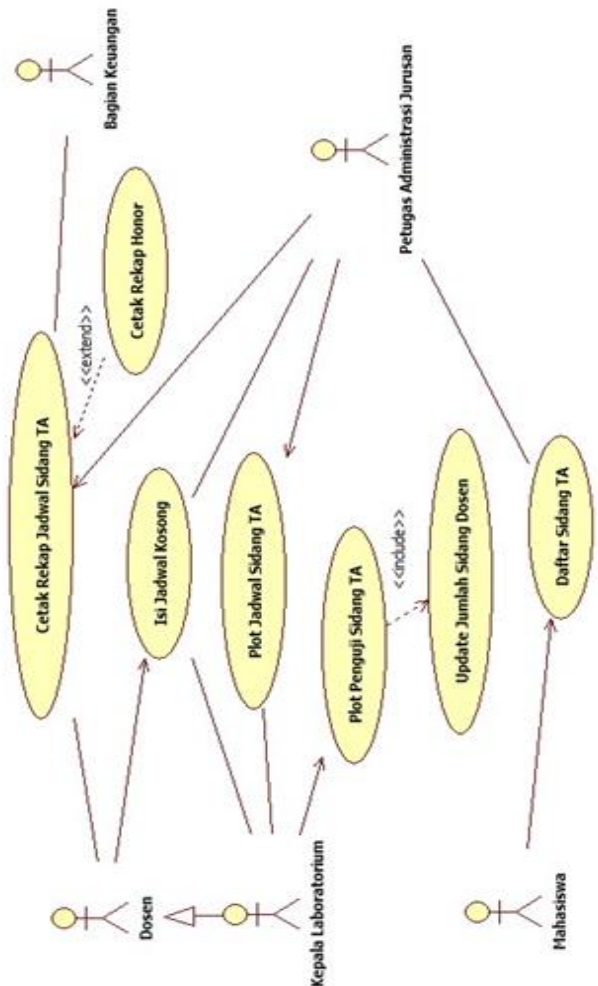 Dosen
Kepala Laboratorium
Mahasiswa
Cetak Rekap Jadwal Sidang TA
<<extend>>
Cetak Rekap Honor
Isi Jadwal Kosong
Plot Jadwal Sidang TA
Plot Penguji Sidang TA
<<include>>
Update Jumlah Sidang Dosen
Daftar Sidang TA
Bagian Keuangan
Petugas Administrasi Jurusan